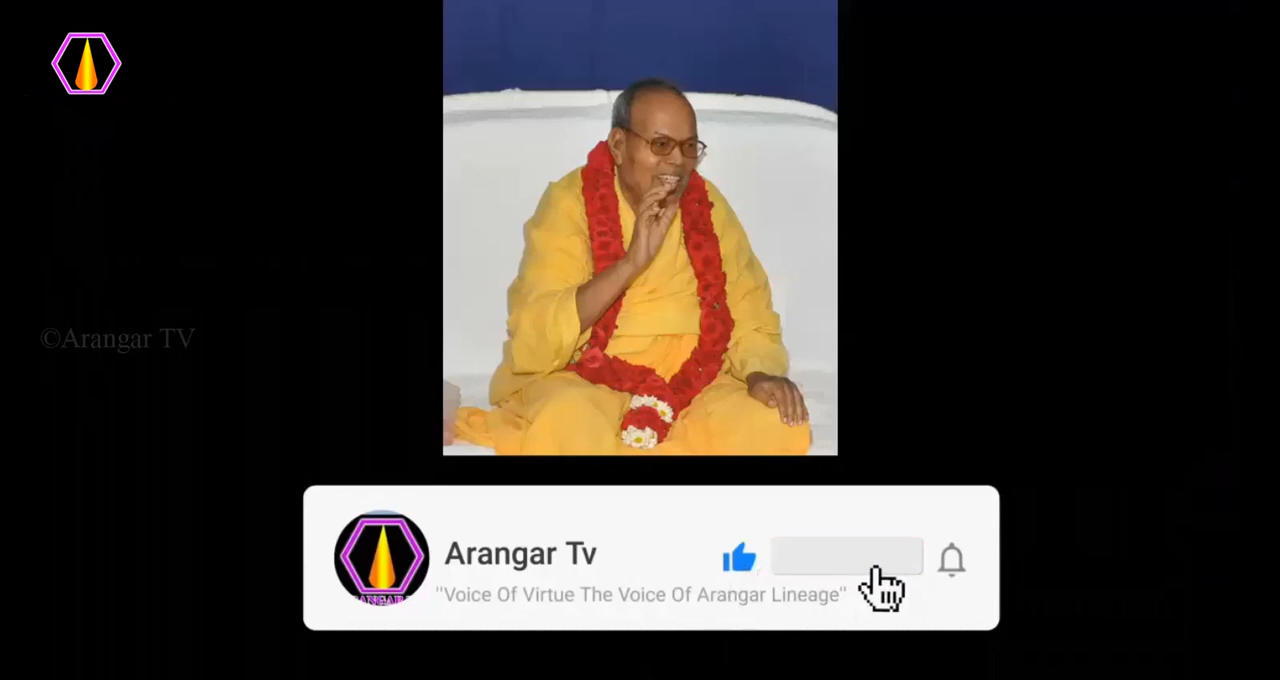 ©Arangar TV
Arangar Tv
"Voice Of Virtue The Voice Of Arangar Lineage"